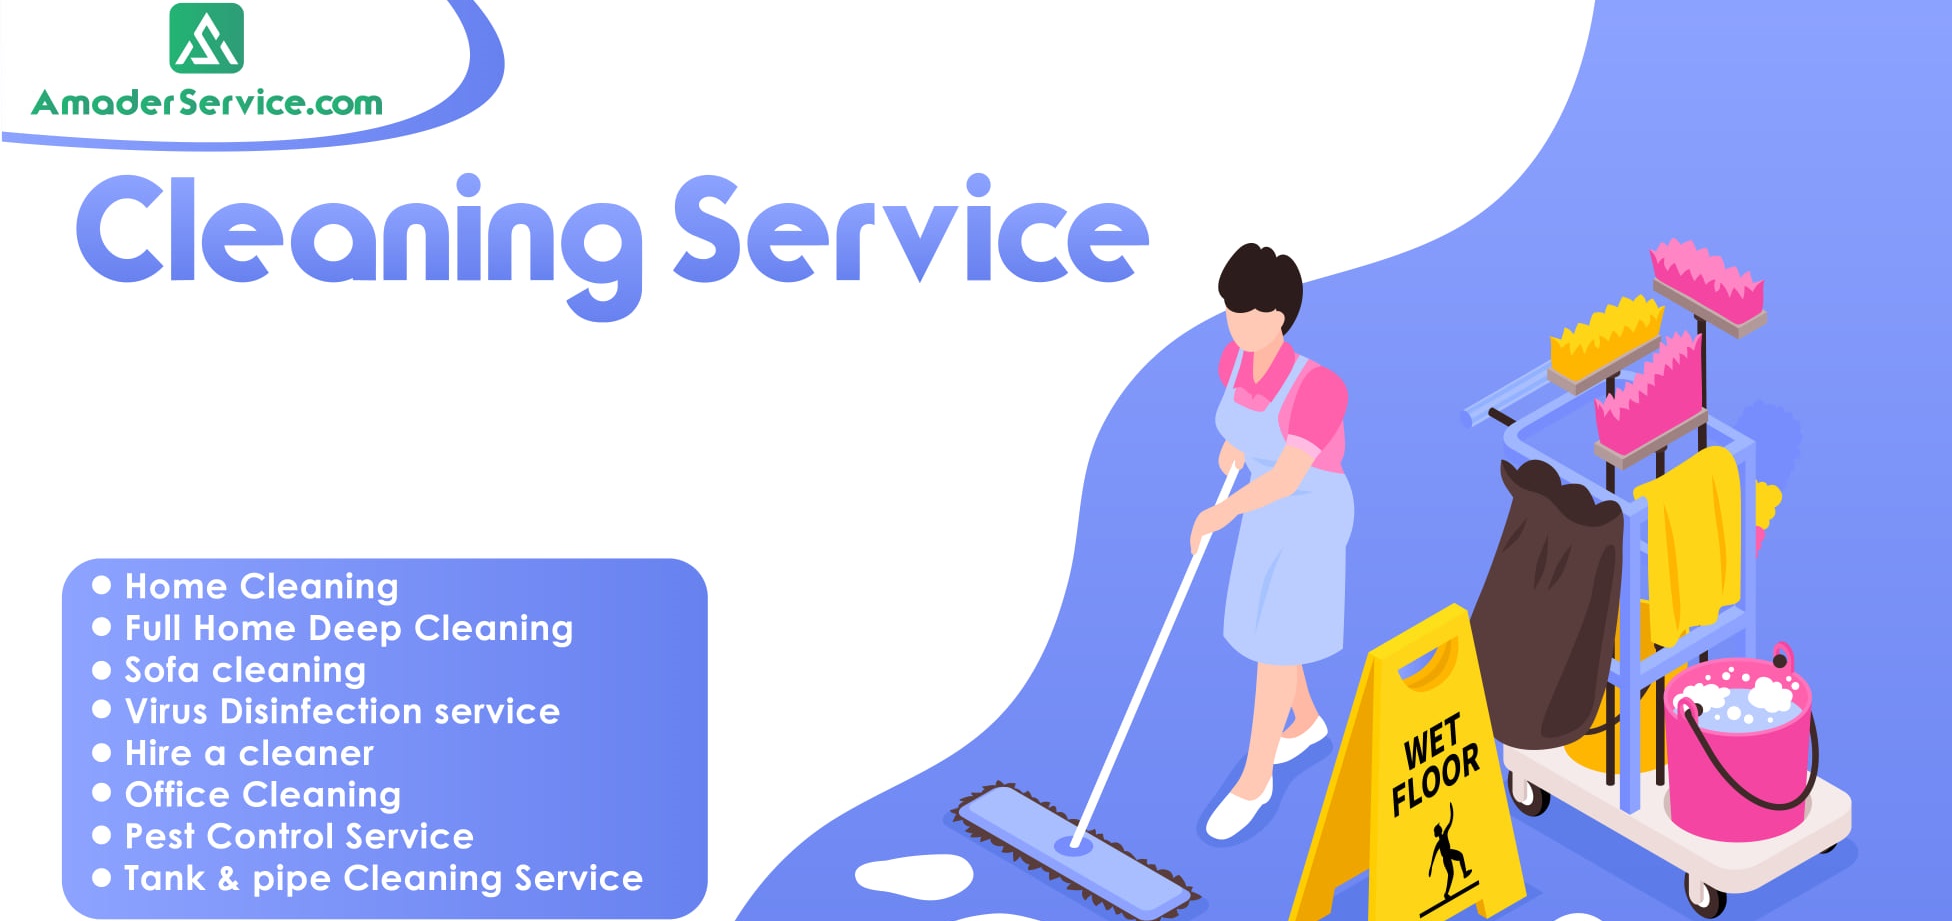 AmaderService.com
Cleaning Service
Home Cleaning
Full Home Deep Cleaning
Sofa cleaning
Virus Disinfection service
Hire a cleaner
Office Cleaning
Pest Control Service
Tank & pipe Cleaning Service
WET
FLOOR